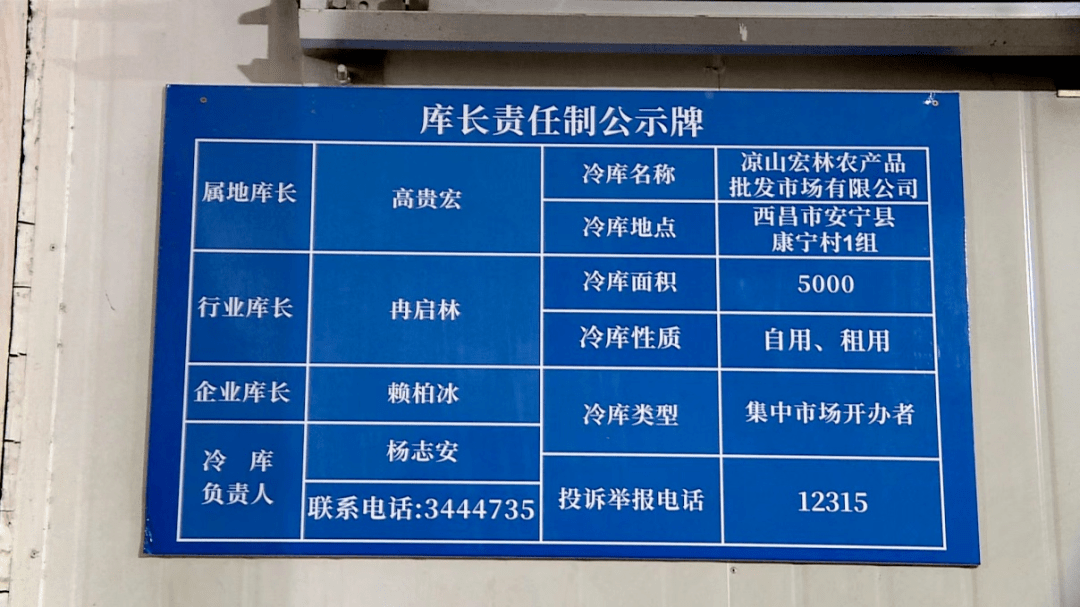 库长责任制公示牌
属地库长
高贵宏
冷库名称
凉山宏林农产品
批发市场有限公司
冷库地点
西昌市安宁县
康宁村1组
行业库长
冉启林
冷库面积
5000
冷库性质
自用、租用
企业库长
赖柏冰
冷库类型
集中市场开办者
冷 库
负责人
杨志安
联系电话:3444735
投诉举报电话
12315